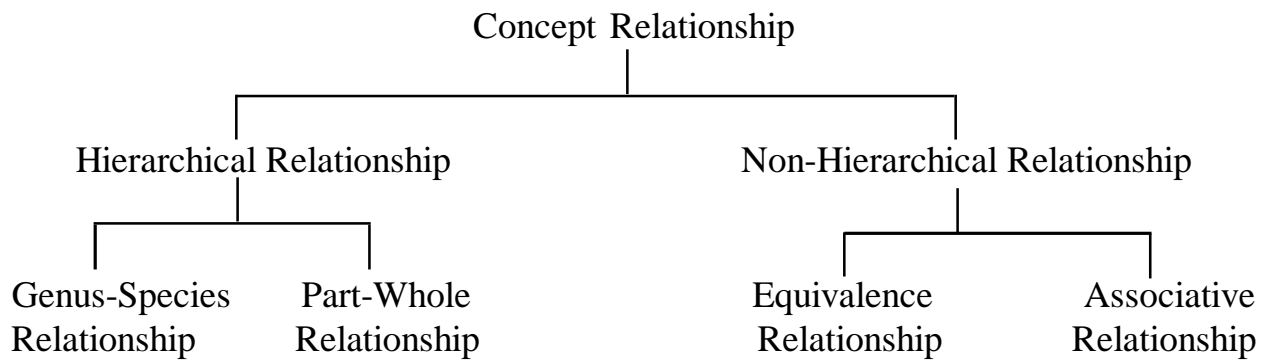 Concept Relationship
Hierarchical Relationship
Non-Hierarchical Relationship
Genus-Species
Relationship
Part-Whole
Relationship
Equivalence
Relationship
Associative
Relationship